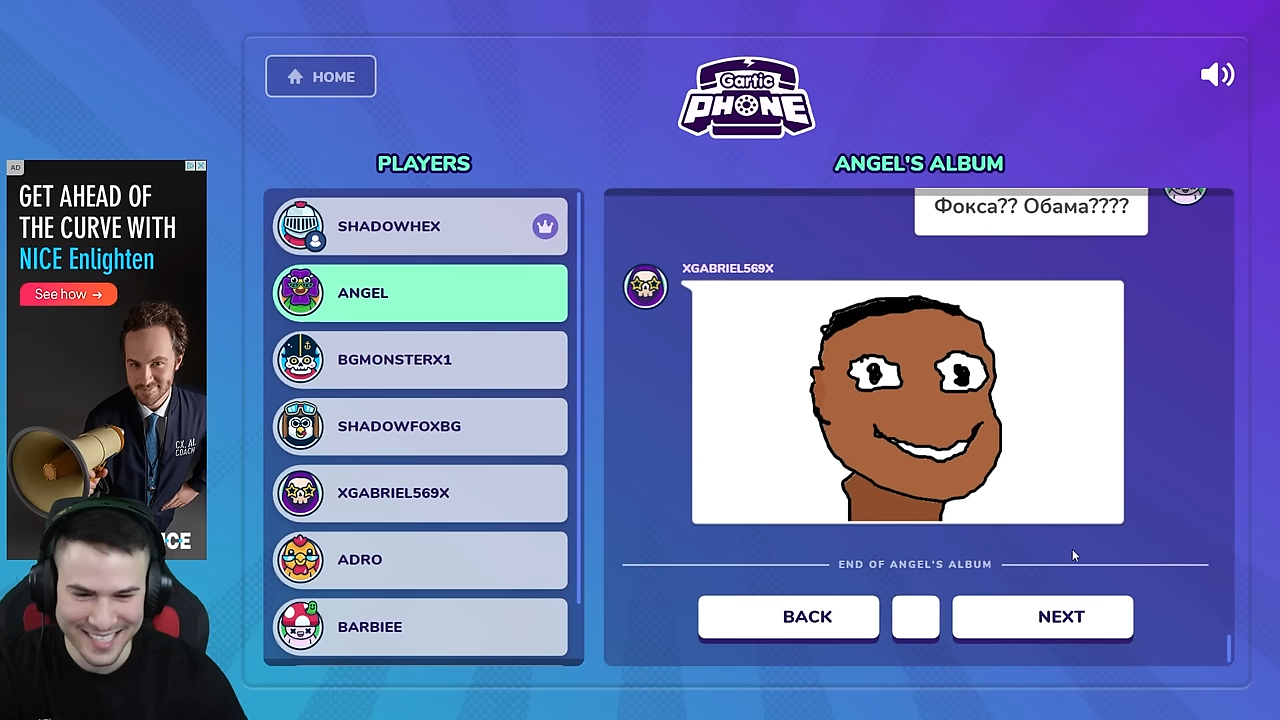 HOME
Gartic
PHONE
PLAYERS
ANGEL'S ALBUM
AD
GET AHEAD OF
THE CURVE WITH
NICE Enlighten
See how →
CX, AI
COACH
SHADOWHEX
ANGEL
BGMONSTERX1
SHADOWFOXBG
XGABRIEL569X
ADRO
BARBIEE
Фокса?? Обама????
XGABRIEL569X
END OF ANGEL'S ALBUM
BACK
NEXT